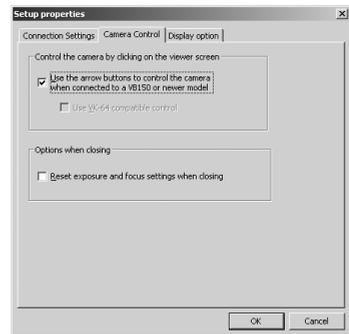 Setup properties
Connection Settings Camera Control Display option
Control the camera by clicking on the viewer screen
Use the arrow buttons to control the camera
when connected to a VB150 or newer model
Use VK-64 compatible control
Options when closing
Reset exposure and focus settings when closing
OK Cancel